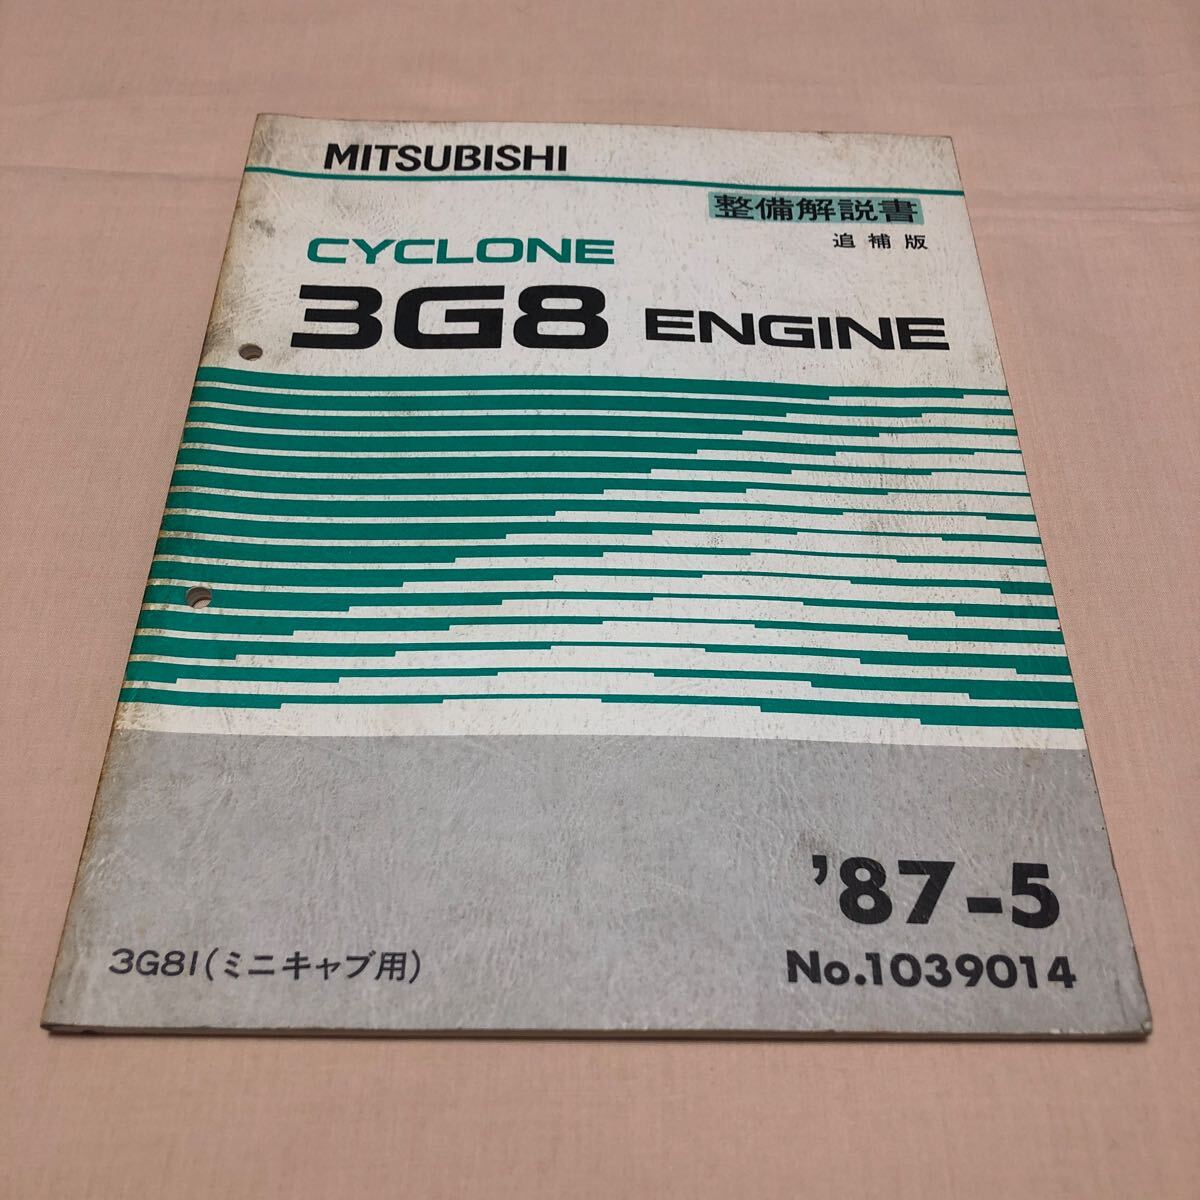 MITSUBISHI
整備解説書
追補版
CYCLONE
3G8 ENGINE
'87-5
3G81(ミニキャブ用)
No.1039014